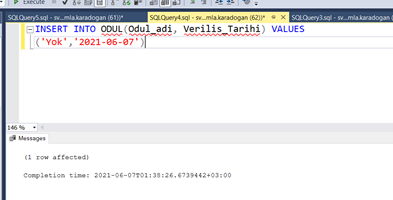 Execute
SQLQuery5.sql - sv...mla.karadogan (61))*
SQLQuery4.sql - sv...mla.karadogan (62))*
SQLQuery3.sql - sv...mla.karadogan
INSERT INTO ODUL(Odul_adi, Verilis_Tarihi) VALUES
('Yok','2021-06-07')
146 %
Messages
(1 row affected)
Completion time: 2021-06-07T01:38:26.6739442+03:00